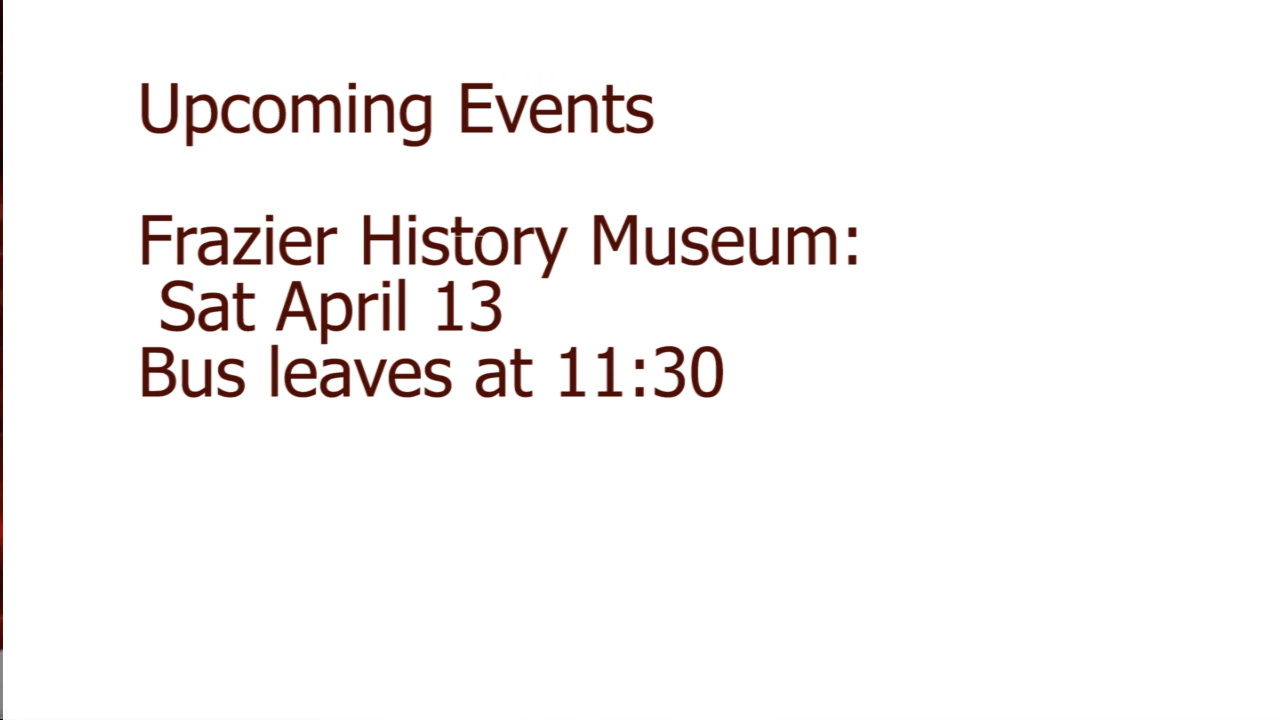 Upcoming Events
Frazier History Museum:
Sat April 13
Bus leaves at 11:30